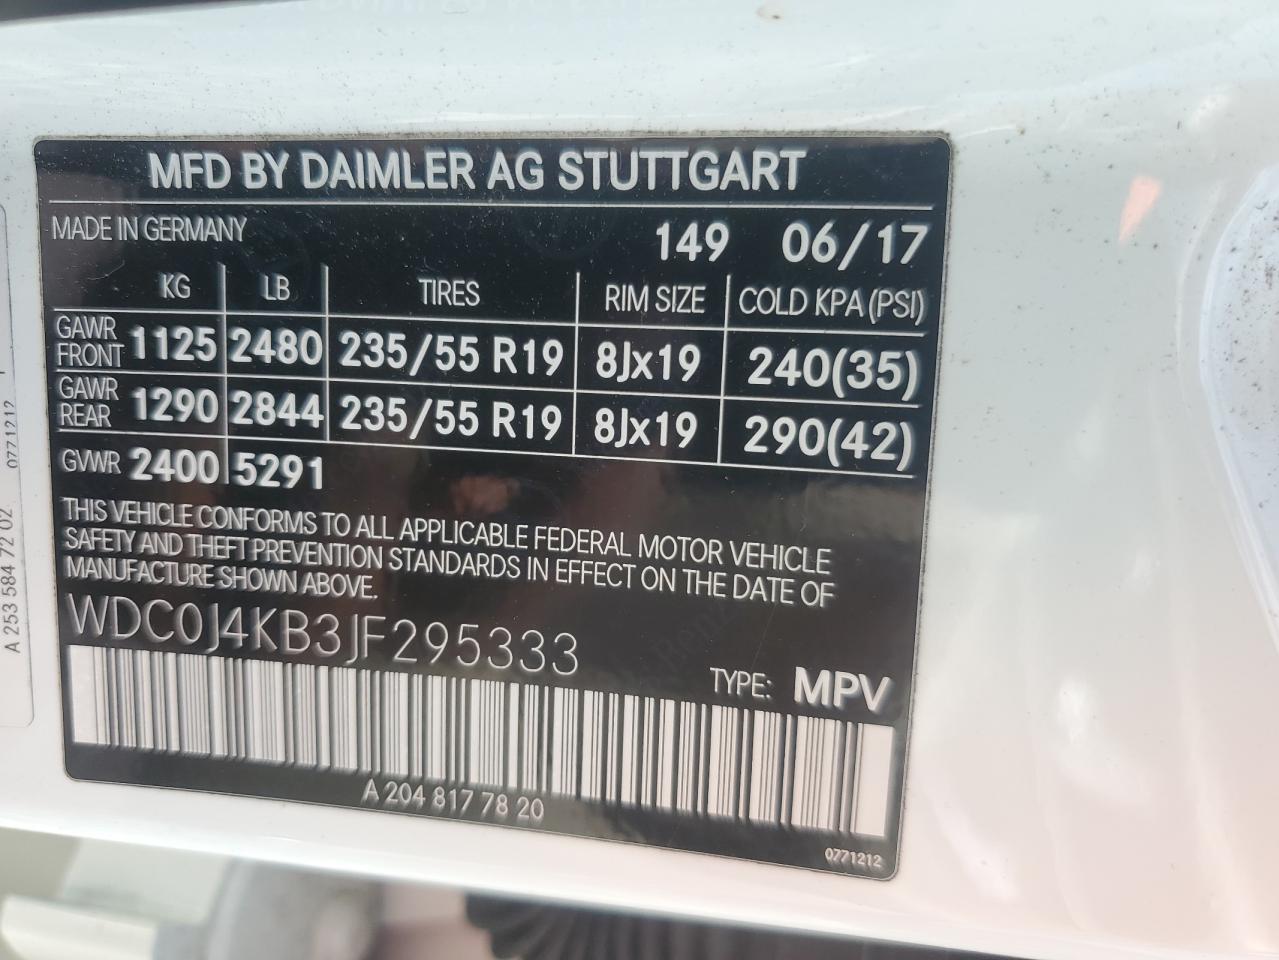 MFD BY DAIMLER AG STUTTGART
MADE IN GERMANY 149 06/17
KG LB TIRES RIM SIZE COLD KPA (PSI)
GAWR FRONT 1125 2480 235/55 R19 8Jx19 240(35)
GAWR REAR 1290 2844 235/55 R19 8Jx19 290(42)
GVWR 2400 5291
THIS VEHICLE CONFORMS TO ALL APPLICABLE FEDERAL MOTOR VEHICLE
SAFETY AND THEFT PREVENTION STANDARDS IN EFFECT ON THE DATE OF
MANUFACTURE SHOWN ABOVE.
WDC0J4KB3JF295333
TYPE: MPV
A 204 817 78 20
0771212
A 253 584 72 02 0771212